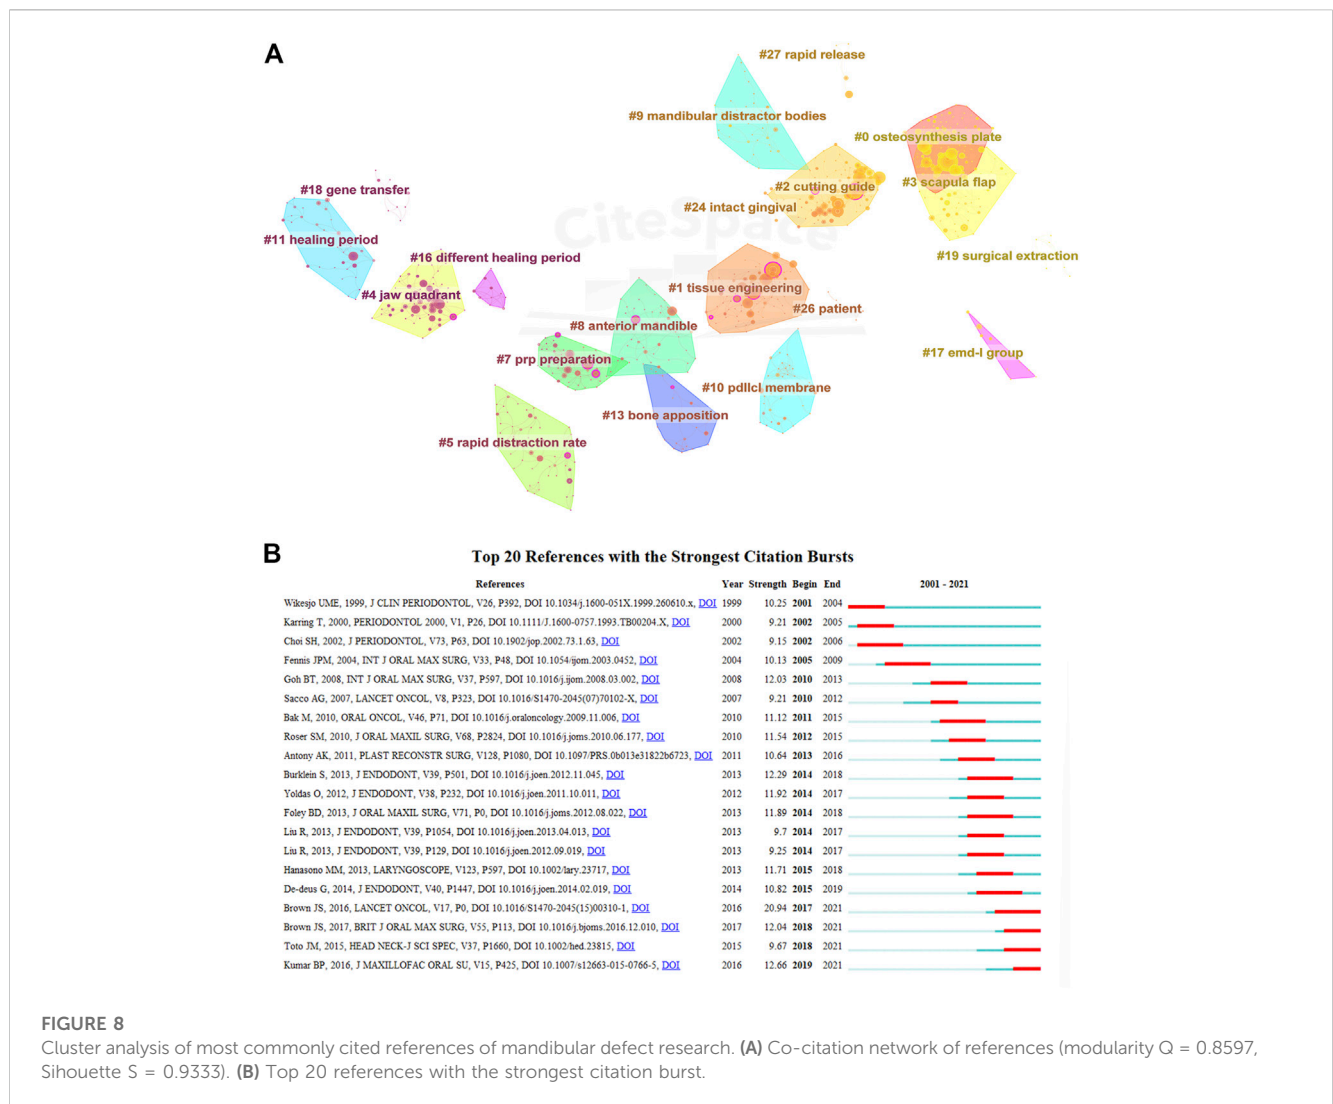 A
#27 rapid release
#9 mandibular distractor bodies
#0 osteosynthesis plate
#2 cutting guide
#3 scapula flap
#18 gene transfer
#24 intact gingival
CiteSpace
#11 healing period
#16 different healing period
#19 surgical extraction
#4 jaw quadrant
#1 tissue engineering
#26 patient
#8 anterior mandible
#7 prp preparation
#17 emd-l group
#10 pdllcl membrane
#13 bone apposition
#5 rapid distraction rate
B
Top 20 References with the Strongest Citation Bursts
References Year Strength Begin End 2001 - 2021
Wikesjo UME, 1999, J CLIN PERIODONTOL, V26, P392, DOI 10.1034/j.1600-051X.1999.260610.x, DOI 1999 10.25 2001 2004
Karring T, 2000, PERIODONTOL 2000, V1, P26, DOI 10.1111/J.1600-0757.1993.TB00204.X, DOI 2000 9.21 2002 2005
Choi SH, 2002, J PERIODONTOL, V73, P63, DOI 10.1902/jop.2002.73.1.63, DOI 2002 9.15 2002 2006
Fennis JPM, 2004, INT J ORAL MAX SURG, V33, P48, DOI 10.1054/ijom.2003.0452, DOI 2004 10.13 2005 2009
Goh BT, 2008, INT J ORAL MAX SURG, V37, P597, DOI 10.1016/j.ijom.2008.03.002, DOI 2008 12.03 2010 2013
Sacco AG, 2007, LANCET ONCOL, V8, P323, DOI 10.1016/S1470-2045(07)70102-X, DOI 2007 9.21 2010 2012
Bak M, 2010, ORAL ONCOL, V46, P71, DOI 10.1016/j.oraloncology.2009.11.006, DOI 2010 11.12 2011 2015
Roser SM, 2010, J ORAL MAXIL SURG, V68, P2824, DOI 10.1016/j.joms.2010.06.177, DOI 2010 11.54 2012 2015
Antony AK, 2011, PLAST RECONSTR SURG, V128, P1080, DOI 10.1097/PRS.0b013e31822b6723, DOI 2011 10.64 2013 2016
Burklein S, 2013, J ENDODONT, V39, P501, DOI 10.1016/j.joen.2012.11.045, DOI 2013 12.29 2014 2018
Yoldas O, 2012, J ENDODONT, V38, P232, DOI 10.1016/j.joen.2011.10.011, DOI 2012 11.92 2014 2017
Foley BD, 2013, J ORAL MAXIL SURG, V71, P0, DOI 10.1016/j.joms.2012.08.022, DOI 2013 11.89 2014 2018
Liu R, 2013, J ENDODONT, V39, P1054, DOI 10.1016/j.joen.2013.04.013, DOI 2013 9.7 2014 2017
Liu R, 2013, J ENDODONT, V39, P129, DOI 10.1016/j.joen.2012.09.019, DOI 2013 9.25 2014 2017
Hanasono MM, 2013, LARYNGOSCOPE, V123, P597, DOI 10.1002/lary.23717, DOI 2013 11.71 2015 2018
De-deus G, 2014, J ENDODONT, V40, P1447, DOI 10.1016/j.joen.2014.02.019, DOI 2014 10.82 2015 2019
Brown JS, 2016, LANCET ONCOL, V17, P0, DOI 10.1016/S1470-2045(15)00310-1, DOI 2016 20.94 2017 2021
Brown JS, 2017, BRIT J ORAL MAX SURG, V55, P113, DOI 10.1016/j.bjoms.2016.12.010, DOI 2017 12.04 2018 2021
Toto JM, 2015, HEAD NECK-J SCI SPEC, V37, P1660, DOI 10.1002/hed.23815, DOI 2015 9.67 2018 2021
Kumar BP, 2016, J MAXILLOFAC ORAL SU, V15, P425, DOI 10.1007/s12663-015-0766-5, DOI 2016 12.66 2019 2021
FIGURE 8
Cluster analysis of most commonly cited references of mandibular defect research. (A) Co-citation network of references (modularity Q = 0.8597,
Sihouette S = 0.9333). (B) Top 20 references with the strongest citation burst.